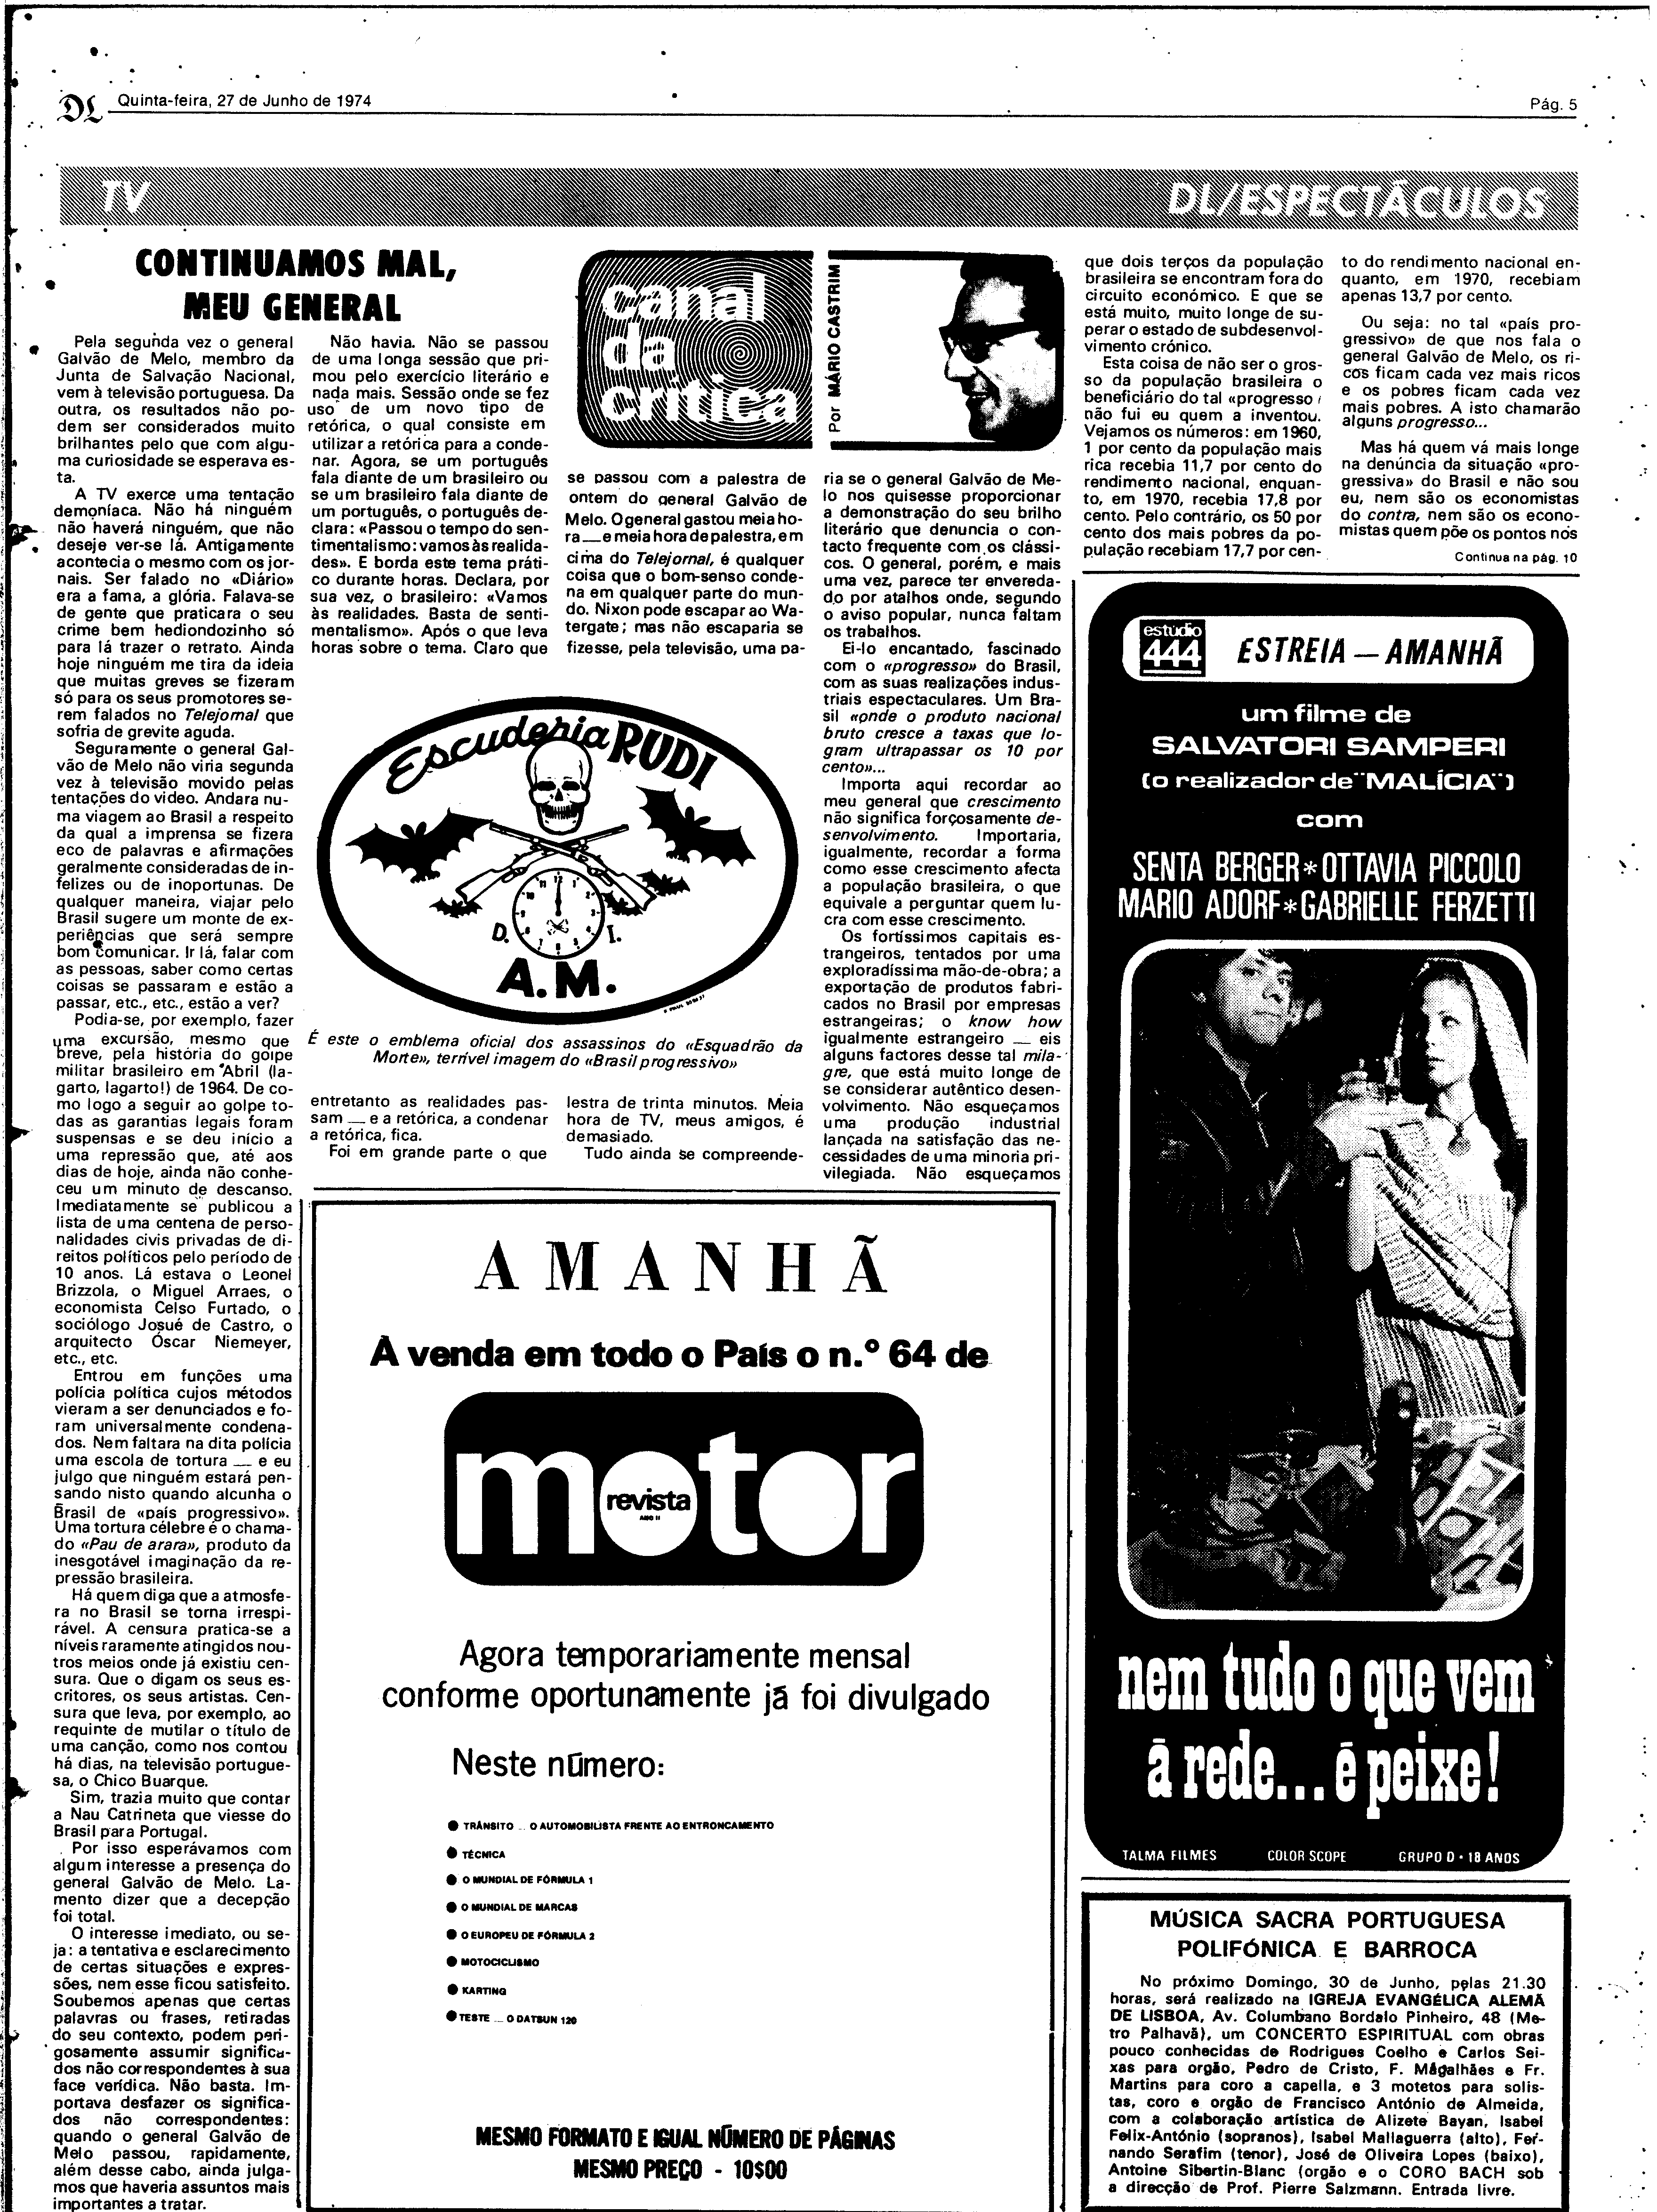 DL Quinta-feira, 27 de Junho de 1974
Pág. 5
TV
DL/ESPECTÁCULOS
CONTINUAMOS MAL,
MEU GENERAL
Pela segunda vez o general
Galvão de Melo, membro da
Junta de Salvação Nacional,
vem à televisão portuguesa. Da
outra, os resultados não po-
dem ser considerados muito
brilhantes pelo que com algu-
ma curiosidade se esperava es-
ta.
A TV exerce uma tentação
demoníaca. Não há ninguém
não haverá ninguém, que não
deseje ver-se lá. Antigamente
acontecia o mesmo com os jor-
nais. Ser falado no «Diário»
era a fama, a glória. Falava-se
de gente que praticara o seu
crime bem hediondozinho só
para lá trazer o retrato. Ainda
hoje ninguém me tira da ideia
que muitas greves se fizeram
só para os seus promotores se-
rem falados no Telejornal que
sofria de grevite aguda.
Seguramente o general Gal-
vão de Melo não viria segunda
vez à televisão movido pelas
tentações do video. Andara nu-
ma viagem ao Brasil a respeito
da qual a imprensa se fizera
eco de palavras e afirmações
geralmente consideradas de in-
felizes ou de inoportunas. De
qualquer maneira, viajar pelo
Brasil sugere um monte de ex-
periências que será sempre
bom comunicar. Ir lá, falar com
as pessoas, saber como certas
coisas se passaram e estão a
passar, etc., etc., estão a ver?
Podia-se, por exemplo, fazer
uma excursão, mesmo que
breve, pela história do golpe
militar brasileiro em Abril (la-
garto, lagarto!) de 1964. De co-
mo logo a seguir ao golpe to-
das as garantias legais foram
suspensas e se deu início a
uma repressão que, até aos
dias de hoje, ainda não conhe-
ceu um minuto de descanso.
Imediatamente se publicou a
lista de uma centena de perso-
nalidades civis privadas de di-
reitos políticos pelo período de
10 anos. Lá estava o Leonel
Brizzola, o Miguel Arraes, o
economista Celso Furtado, o
sociólogo Josué de Castro, o
arquitecto Óscar Niemeyer,
etc., etc.
Entrou em funções uma
polícia política cujos métodos
vieram a ser denunciados e fo-
ram universalmente condena-
dos. Nem faltara na dita polícia
uma escola de tortura — e eu
julgo que ninguém estará pen-
sando nisto quando alcunha o
Brasil de «país progressivo».
Uma tortura célebre é o chama-
do «Pau de arara», produto da
inesgotável imaginação da re-
pressão brasileira.
Há quem diga que a atmosfe-
ra no Brasil se torna irrespi-
rável. A censura pratica-se a
níveis raramente atingidos nou-
tros meios onde já existiu cen-
sura. Que o digam os seus es-
critores, os seus artistas. Cen-
sura que leva, por exemplo, ao
requinte de mutilar o título de
uma canção, como nos contou
há dias, na televisão portugue-
sa, o Chico Buarque.
Sim, trazia muito que contar
a Nau Catrineta que viesse do
Brasil para Portugal.
Por isso esperávamos com
algum interesse a presença do
general Galvão de Melo. La-
mento dizer que a decepção
foi total.
O interesse imediato, ou se-
ja: a tentativa e esclarecimento
de certas situações e expres-
sões, nem esse ficou satisfeito.
Soubemos apenas que certas
palavras ou frases, retiradas
do seu contexto, podem peri-
gosamente assumir significa-
dos não correspondentes à sua
face verídica. Não basta. Im-
portava desfazer os significa-
dos não correspondentes:
quando o general Galvão de
Melo passou, rapidamente,
além desse cabo, ainda julga-
mos que haveria assuntos mais
importantes a tratar.
Não havia. Não se passou
de uma longa sessão que pri-
mou pelo exercício literário e
nada mais. Sessão onde se fez
uso de um novo tipo de
retórica, o qual consiste em
utilizar a retórica para a conde-
nar. Agora, se um português
fala diante de um brasileiro ou
se um brasileiro fala diante de
um português, o português de-
clara: «Passou o tempo do sen-
timentalismo: vamos às realida-
des». E borda este tema práti-
co durante horas. Declara, por
sua vez, o brasileiro: «Vamos
às realidades. Basta de senti-
mentalismo». Após o que leva
horas sobre o tema. Claro que
entretanto as realidades pas-
sam — e a retórica, a condenar
a retórica, fica.
Foi em grande parte o que
canal
da
crítica
Por MÁRIO CASTRIM
se passou com a palestra de
ontem do general Galvão de
Melo. O general gastou meia ho-
ra — e meia hora de palestra, em
cima do Telejornal, é qualquer
coisa que o bom-senso conde-
na em qualquer parte do mun-
do. Nixon pode escapar ao Wa-
tergate; mas não escaparia se
fizesse, pela televisão, uma pa-
lestra de trinta minutos. Meia
hora de TV, meus amigos, é
demasiado.
Tudo ainda se compreende-
Escuderia RUDI
12
D. I.
A.M.
É este o emblema oficial dos assassinos do «Esquadrão da
Morte», terrível imagem do «Brasil progressivo»
ria se o general Galvão de Me-
lo nos quisesse proporcionar
a demonstração do seu brilho
literário que denuncia o con-
tacto frequente com os clássi-
cos. O general, porém, e mais
uma vez, parece ter envereda-
do por atalhos onde, segundo
o aviso popular, nunca faltam
os trabalhos.
Ei-lo encantado, fascinado
com o «progresso» do Brasil,
com as suas realizações indus-
triais espectaculares. Um Bra-
sil «onde o produto nacional
bruto cresce a taxas que lo-
gram ultrapassar os 10 por
cento»...
Importa aqui recordar ao
meu general que crescimento
não significa forçosamente de-
senvolvimento. Importaria,
igualmente, recordar a forma
como esse crescimento afecta
a população brasileira, o que
equivale a perguntar quem lu-
cra com esse crescimento.
Os fortíssimos capitais es-
trangeiros, tentados por uma
exploradíssima mão-de-obra; a
exportação de produtos fabri-
cados no Brasil por empresas
estrangeiras; o know how
igualmente estrangeiro — eis
alguns factores desse tal mila-
gre, que está muito longe de
se considerar autêntico desen-
volvimento. Não esqueçamos
uma produção industrial
lançada na satisfação das ne-
cessidades de uma minoria pri-
vilegiada. Não esqueçamos
que dois terços da população
brasileira se encontram fora do
circuito económico. E que se
está muito, muito longe de su-
perar o estado de subdesenvol-
vimento crónico.
Esta coisa de não ser o gros-
so da população brasileira o
beneficiário do tal «progresso
não fui eu quem a inventou.
Vejamos os números: em 1960,
1 por cento da população mais
rica recebia 11,7 por cento do
rendimento nacional, enquan-
to, em 1970, recebia 17,8 por
cento. Pelo contrário, os 50 por
cento dos mais pobres da po-
pulação recebiam 17,7 por cen-
to do rendimento nacional en-
quanto, em 1970, recebiam
apenas 13,7 por cento.
Ou seja: no tal «país pro-
gressivo» de que nos fala o
general Galvão de Melo, os ri-
cos ficam cada vez mais ricos
e os pobres ficam cada vez
mais pobres. A isto chamarão
alguns progresso...
Mas há quem vá mais longe
na denúncia da situação «pro-
gressiva» do Brasil e não sou
eu, nem são os economistas
do contra, nem são os econo-
mistas quem põe os pontos nos
Continua na pág. 10
AMANHÃ
À venda em todo o País o n.º 64 de
motor
revista
ANO II
Agora temporariamente mensal
conforme oportunamente já foi divulgado
Neste número:
● TRÂNSITO — O AUTOMOBILISTA FRENTE AO ENTRONCAMENTO
● TÉCNICA
● O MUNDIAL DE FÓRMULA 1
● O MUNDIAL DE MARCAS
● O EUROPEU DE FÓRMULA 2
● MOTOCICLISMO
● KARTING
● TESTE — O DATSUN 120
MESMO FORMATO E IGUAL NÚMERO DE PÁGINAS
MESMO PREÇO - 10$00
estúdio
444
ESTREIA — AMANHÃ
um filme de
SALVATORI SAMPERI
(o realizador de "MALÍCIA")
com
SENTA BERGER*OTTAVIA PICCOLO
MARIO ADORF*GABRIELLE FERZETTI
nem tudo o que vem
à rede... é peixe!
TALMA FILMES COLOR SCOPE GRUPO D • 18 ANOS
MÚSICA SACRA PORTUGUESA
POLIFÓNICA E BARROCA
No próximo Domingo, 30 de Junho, pelas 21.30
horas, será realizado na IGREJA EVANGÉLICA ALEMÃ
DE LISBOA, Av. Columbano Bordalo Pinheiro, 48 (Me-
tro Palhavã), um CONCERTO ESPIRITUAL com obras
pouco conhecidas de Rodrigues Coelho e Carlos Sei-
xas para orgão, Pedro de Cristo, F. Magalhães e Fr.
Martins para coro a capella, e 3 motetos para solis-
tas, coro e orgão de Francisco António de Almeida,
com a colaboração artística de Alizete Bayan, Isabel
Felix-António (sopranos), Isabel Mallaguerra (alto), Fer-
nando Serafim (tenor), José de Oliveira Lopes (baixo),
Antoine Sibertin-Blanc (orgão e o CORO BACH sob
a direcção de Prof. Pierre Salzmann. Entrada livre.